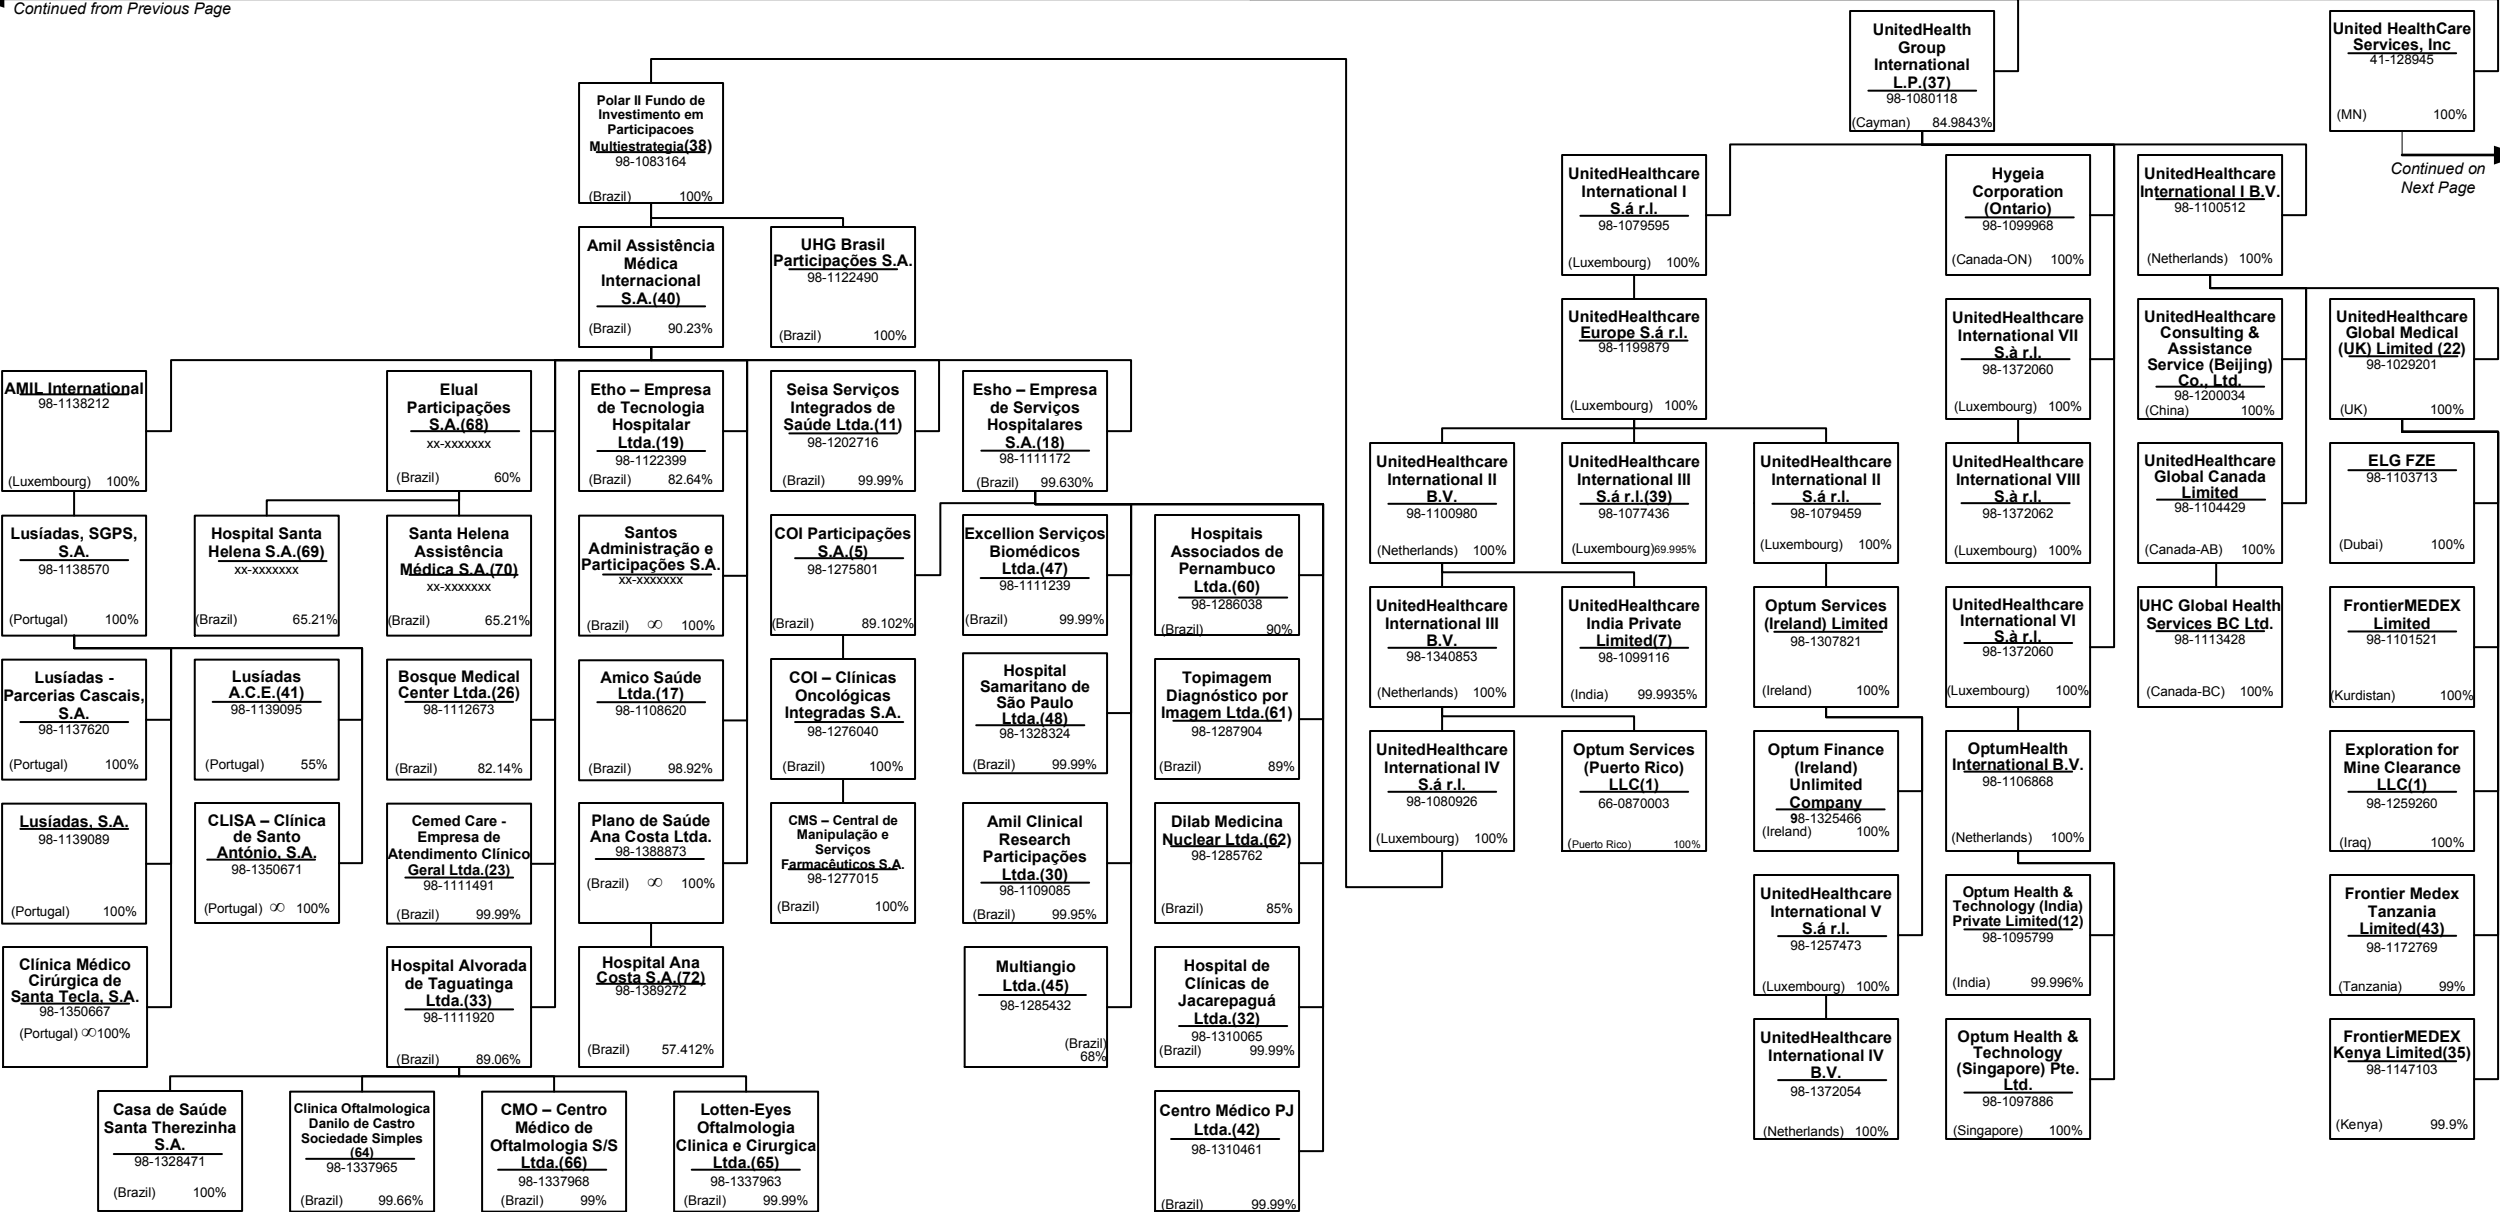 Continued from Previous Page
UnitedHealth
Group
International
L.P.(37)
98-1080118
(Cayman) 84.9843%
United HealthCare
Services, Inc
41-128945
(MN) 100%
Continued on
Next Page
Polar II Fundo de
Investimento em
Participacoes
Multiestrategia(38)
98-1083164
(Brazil) 100%
UnitedHealthcare
International I
S.á r.l.
98-1079595
(Luxembourg) 100%
Hygeia
Corporation
(Ontario)
98-1099968
(Canada-ON) 100%
UnitedHealthcare
International I B.V.
98-1100512
(Netherlands) 100%
Amil Assistência
Médica
Internacional
S.A.(40)
(Brazil) 90.23%
UHG Brasil
Participações S.A.
98-1122490
(Brazil) 100%
UnitedHealthcare
Europe S.á r.l.
98-1199879
(Luxembourg) 100%
UnitedHealthcare
International VII
S.à r.l.
98-1372060
(Luxembourg) 100%
UnitedHealthcare
Consulting &
Assistance
Service (Beijing)
Co., Ltd.
98-1200034
(China) 100%
UnitedHealthcare
Global Medical
(UK) Limited (22)
98-1029201
(UK) 100%
AMIL International
98-1138212
(Luxembourg) 100%
Elual
Participações
S.A.(68)
xx-xxxxxxx
(Brazil) 60%
Etho – Empresa
de Tecnologia
Hospitalar
Ltda.(19)
98-1122399
(Brazil) 82.64%
Seisa Serviços
Integrados de
Saúde Ltda.(11)
98-1202716
(Brazil) 99.99%
Esho – Empresa
de Serviços
Hospitalares
S.A.(18)
98-1111172
(Brazil) 99.630%
UnitedHealthcare
International II
B.V.
98-1100980
(Netherlands) 100%
UnitedHealthcare
International III
S.á r.l.(39)
98-1077436
(Luxembourg)69.995%
UnitedHealthcare
International II
S.á r.l.
98-1079459
(Luxembourg) 100%
UnitedHealthcare
International VIII
S.à r.l.
98-1372062
(Luxembourg) 100%
UnitedHealthcare
Global Canada
Limited
98-1104429
(Canada-AB) 100%
ELG FZE
98-1103713
(Dubai) 100%
Lusíadas, SGPS,
S.A.
98-1138570
(Portugal) 100%
Hospital Santa
Helena S.A.(69)
xx-xxxxxxx
(Brazil) 65.21%
Santa Helena
Assistência
Médica S.A.(70)
xx-xxxxxxx
(Brazil) 65.21%
Santos
Administração e
Participações S.A.
xx-xxxxxxx
(Brazil) ∞ 100%
COI Participações
S.A.(5)
98-1275801
(Brazil) 89.102%
Excellion Serviços
Biomédicos
Ltda.(47)
98-1111239
(Brazil) 99.99%
Hospitais
Associados de
Pernambuco
Ltda.(60)
98-1286038
(Brazil) 90%
UnitedHealthcare
International III
B.V.
98-1340853
(Netherlands) 100%
UnitedHealthcare
India Private
Limited(7)
98-1099116
(India) 99.9935%
Optum Services
(Ireland) Limited
98-1307821
(Ireland) 100%
UnitedHealthcare
International VI
S.à r.l.
98-1372060
(Luxembourg) 100%
UHC Global Health
Services BC Ltd.
98-1113428
(Canada-BC) 100%
FrontierMEDEX
Limited
98-1101521
(Kurdistan) 100%
Lusíadas -
Parcerias Cascais,
S.A.
98-1137620
(Portugal) 100%
Lusíadas
A.C.E.(41)
98-1139095
(Portugal) 55%
Bosque Medical
Center Ltda.(26)
98-1112673
(Brazil) 82.14%
Amico Saúde
Ltda.(17)
98-1108620
(Brazil) 98.92%
COI – Clínicas
Oncológicas
Integradas S.A.
98-1276040
(Brazil) 100%
Hospital
Samaritano de
São Paulo
Ltda.(48)
98-1328324
(Brazil) 99.99%
Topimagem
Diagnóstico por
Imagem Ltda.(61)
98-1287904
(Brazil) 89%
UnitedHealthcare
International IV
S.á r.l.
98-1080926
(Luxembourg) 100%
Optum Services
(Puerto Rico)
LLC(1)
66-0870003
(Puerto Rico) 100%
Optum Finance
(Ireland)
Unlimited
Company
98-1325466
(Ireland) 100%
OptumHealth
International B.V.
98-1106868
(Netherlands) 100%
Exploration for
Mine Clearance
LLC(1)
98-1259260
(Iraq) 100%
Lusíadas, S.A.
98-1139089
(Portugal) 100%
CLISA – Clínica
de Santo
António, S.A.
98-1350671
(Portugal) ∞ 100%
Cemed Care -
Empresa de
Atendimento Clínico
Geral Ltda.(23)
98-1111491
(Brazil) 99.99%
Plano de Saúde
Ana Costa Ltda.
98-1388873
(Brazil) ∞ 100%
CMS – Central de
Manipulação e
Serviços
Farmacêuticos S.A.
98-1277015
(Brazil) 100%
Amil Clinical
Research
Participações
Ltda.(30)
98-1109085
(Brazil) 99.95%
Dilab Medicina
Nuclear Ltda.(62)
98-1285762
(Brazil) 85%
UnitedHealthcare
International V
S.á r.l.
98-1257473
(Luxembourg) 100%
Optum Health &
Technology (India)
Private Limited(12)
98-1095799
(India) 99.996%
Frontier Medex
Tanzania
Limited(43)
98-1172769
(Tanzania) 99%
Clínica Médico
Cirúrgica de
Santa Tecla, S.A.
98-1350667
(Portugal) ∞100%
Hospital Alvorada
de Taguatinga
Ltda.(33)
98-1111920
(Brazil) 89.06%
Hospital Ana
Costa S.A.(72)
98-1389272
(Brazil) 57.412%
Multiangio
Ltda.(45)
98-1285432
(Brazil)
68%
Hospital de
Clínicas de
Jacarepaguá
Ltda.(32)
98-1310065
(Brazil) 99.99%
UnitedHealthcare
International IV
B.V.
98-1372054
(Netherlands) 100%
Optum Health &
Technology
(Singapore) Pte.
Ltd.
98-1097886
(Singapore) 100%
FrontierMEDEX
Kenya Limited(35)
98-1147103
(Kenya) 99.9%
Casa de Saúde
Santa Therezinha
S.A.
98-1328471
(Brazil) 100%
Clinica Oftalmologica
Danilo de Castro
Sociedade Simples
(64)
98-1337965
(Brazil) 99.66%
CMO – Centro
Médico de
Oftalmologia S/S
Ltda.(66)
98-1337968
(Brazil) 99%
Lotten-Eyes
Oftalmologia
Clinica e Cirurgica
Ltda.(65)
98-1337963
(Brazil) 99.99%
Centro Médico PJ
Ltda.(42)
98-1310461
(Brazil) 99.99%